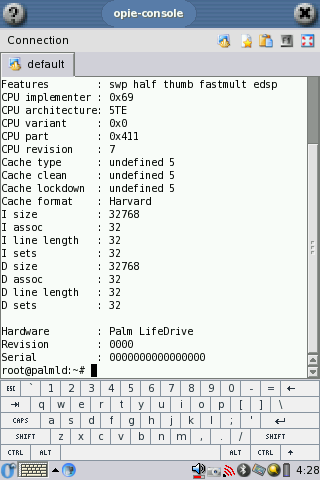 opie-console
Connection
default
Features : swp half thumb fastmult edsp
CPU implementer : 0x69
CPU architecture: 5TE
CPU variant : 0x0
CPU part : 0x411
CPU revision : 7
Cache type : undefined 5
Cache clean : undefined 5
Cache lockdown : undefined 5
Cache format : Harvard
I size : 32768
I assoc : 32
I line length : 32
I sets : 32
D size : 32768
D assoc : 32
D line length : 32
D sets : 32
Hardware : Palm LifeDrive
Revision : 0000
Serial : 0000000000000000
root@palmld:~#
ESC ` 1 2 3 4 5 6 7 8 9 0 - = ←
q w e r t y u i o p [ ] \
CAPS a s d f g h j k l ; '
SHIFT z x c v b n m , . / SHIFT
CTRL ALT ALT CTRL
4:28